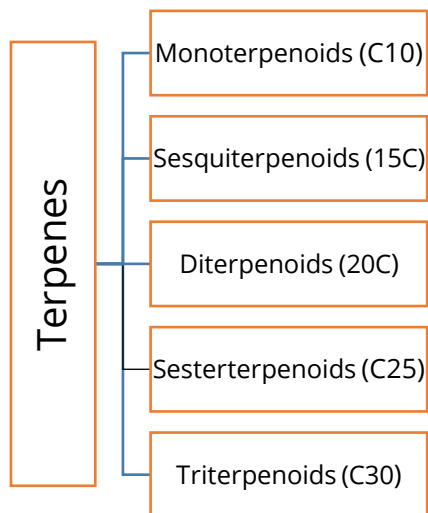 Terpenes
Monoterpenoids (C10)
Sesquiterpenoids (15C)
Diterpenoids (20C)
Sesterterpenoids (C25)
Triterpenoids (C30)